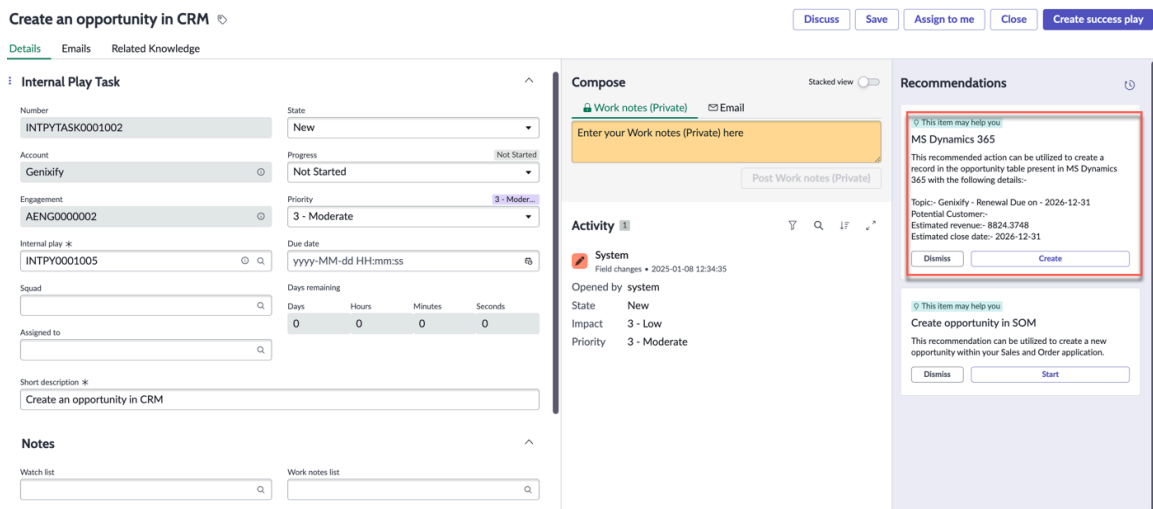 Create an opportunity in CRM
Discuss
Save
Assign to me
Close
Create success play
Details
Emails
Related Knowledge
Internal Play Task
Number
INTPYTASK0001002
State
New
Account
Genixify
Progress
Not Started
Not Started
Engagement
AENG0000002
Priority
3 - Moder...
3 - Moderate
Internal play *
INTPY0001005
Due date
yyyy-MM-dd HH:mm:ss
Squad
Days remaining
Days Hours Minutes Seconds
0 0 0 0
Assigned to
Short description *
Create an opportunity in CRM
Notes
Watch list
Work notes list
Compose
Stacked view
Work notes (Private)
Email
Enter your Work notes (Private) here
Post Work notes (Private)
Activity 1
System
Field changes • 2025-01-08 12:34:35
Opened by system
State New
Impact 3 - Low
Priority 3 - Moderate
Recommendations
This item may help you
MS Dynamics 365
This recommended action can be utilized to create a
record in the opportunity table present in MS Dynamics
365 with the following details:-
Topic:- Genixify - Renewal Due on - 2026-12-31
Potential Customer:-
Estimated revenue:- 8824.3748
Estimated close date:- 2026-12-31
Dismiss
Create
This item may help you
Create opportunity in SOM
This recommendation can be utilized to create a new
opportunity within your Sales and Order application.
Dismiss
Start